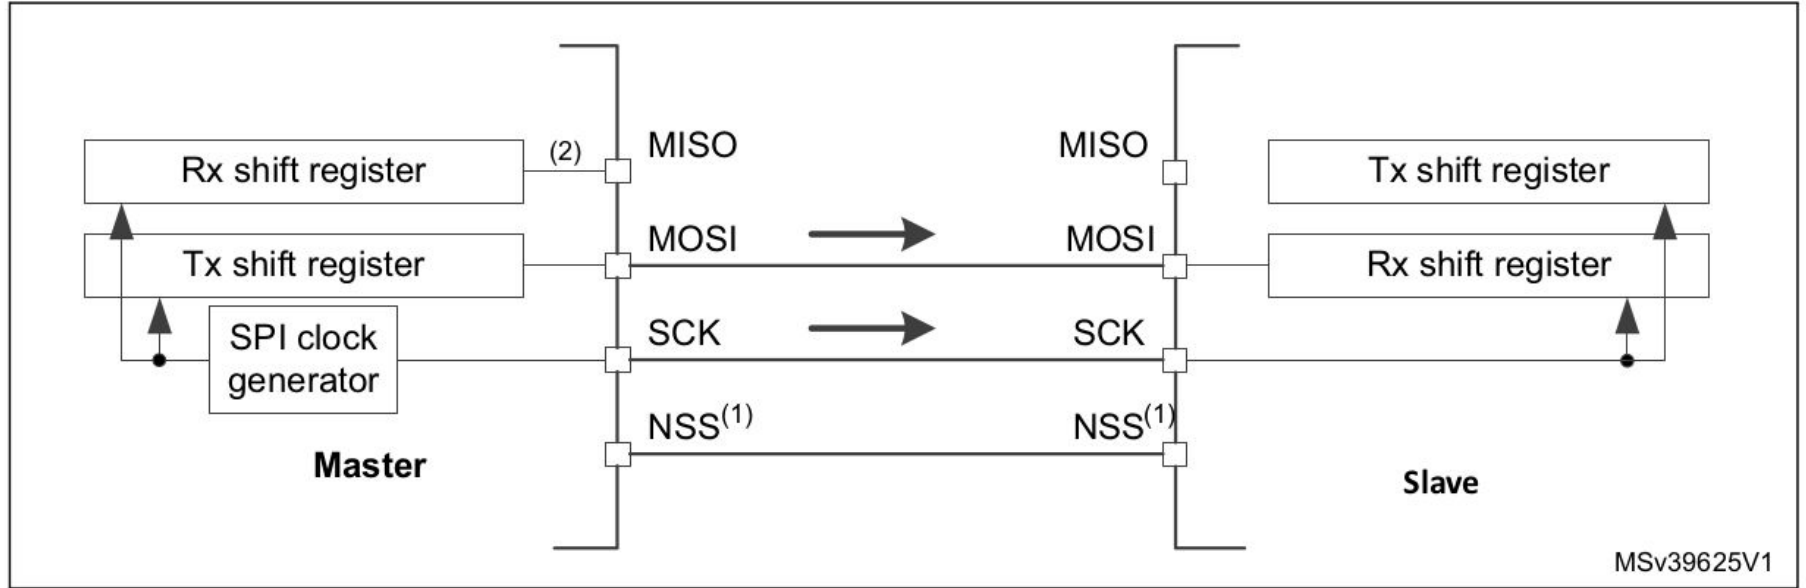 MISO
MISO
Rx shift register
(2)
Tx shift register
MOSI
MOSI
Tx shift register
Rx shift register
SPI clock
generator
SCK
SCK
NSS(1)
NSS(1)
Master
Slave
MSv39625V1